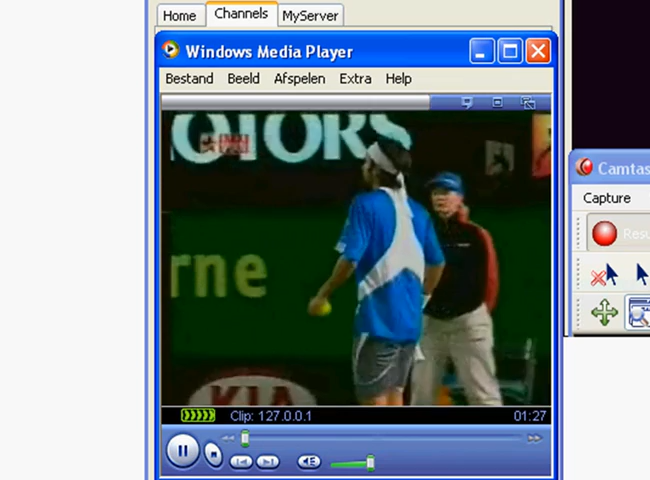 Home Channels MyServer
Windows Media Player
Bestand Beeld Afspelen Extra Help
OTORS
rne
KIA
Clip: 127.0.0.1 01:27
Camtas
Capture